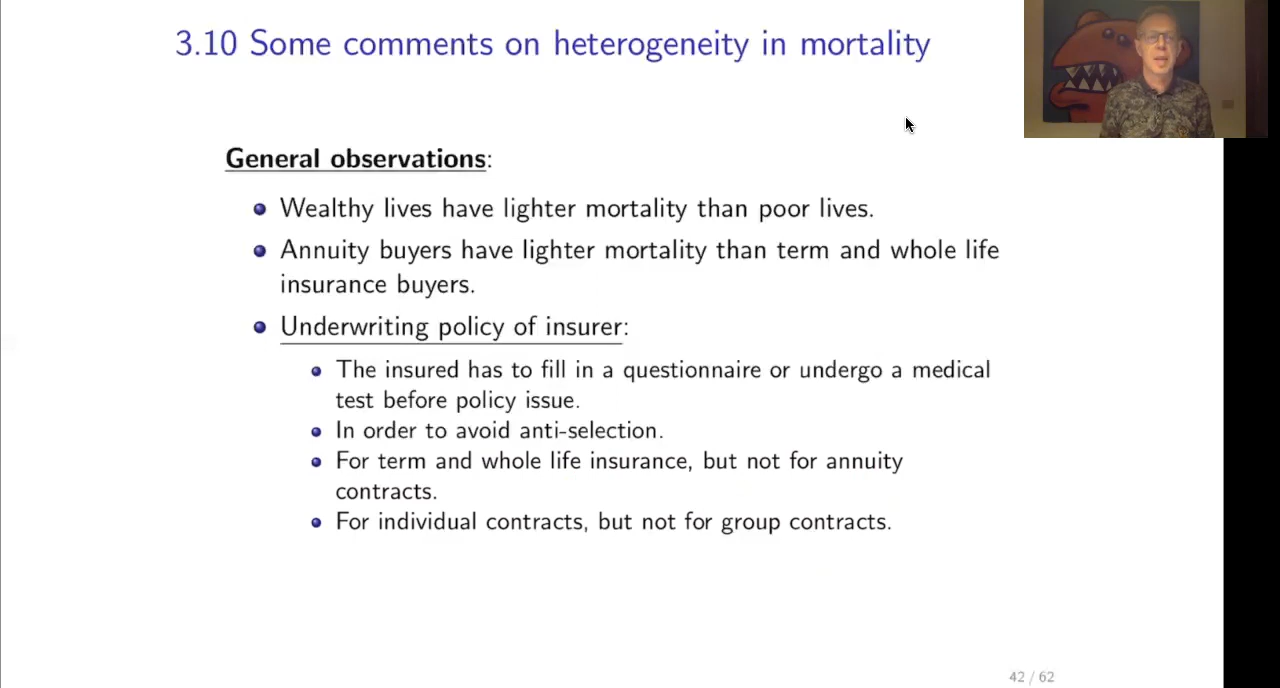 3.10 Some comments on heterogeneity in mortality
General observations:
Wealthy lives have lighter mortality than poor lives.
Annuity buyers have lighter mortality than term and whole life
insurance buyers.
Underwriting policy of insurer:
The insured has to fill in a questionnaire or undergo a medical
test before policy issue.
In order to avoid anti-selection.
For term and whole life insurance, but not for annuity
contracts.
For individual contracts, but not for group contracts.
42 / 62